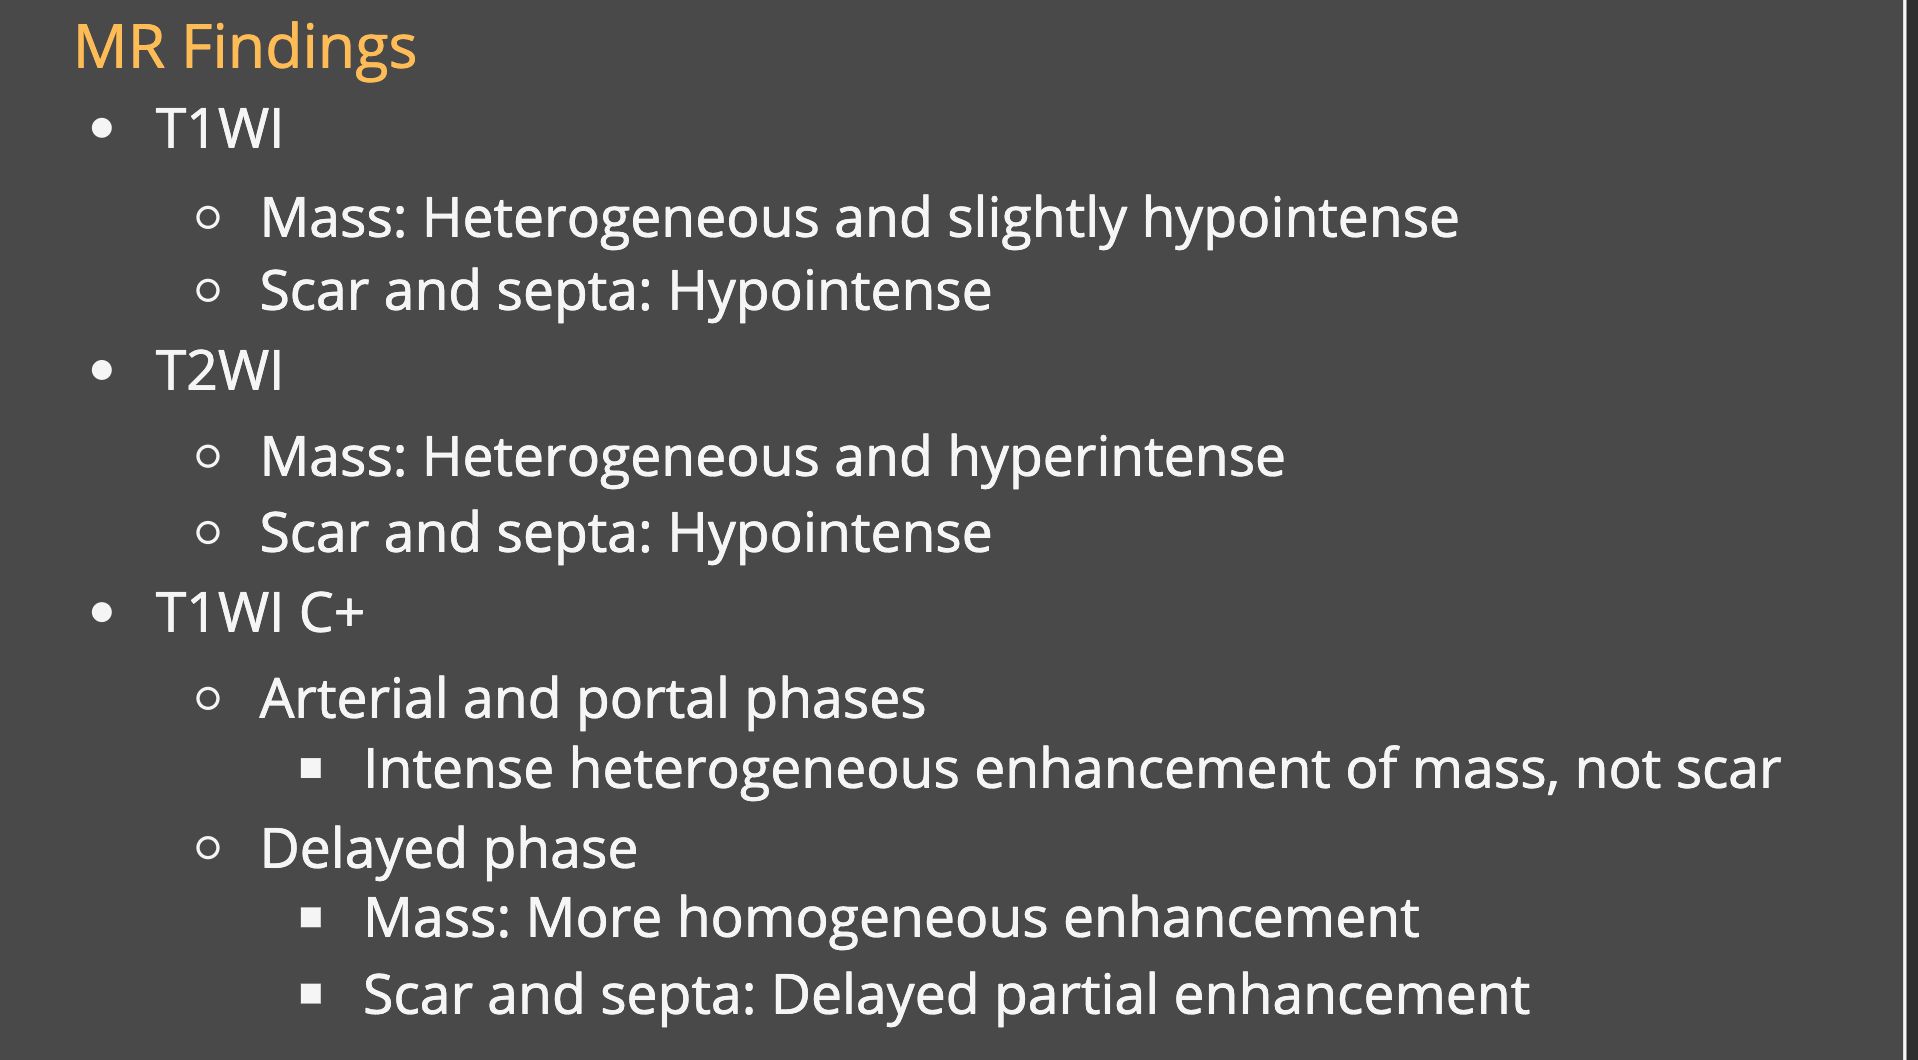 MR Findings
• T1WI
○ Mass: Heterogeneous and slightly hypointense
○ Scar and septa: Hypointense
• T2WI
○ Mass: Heterogeneous and hyperintense
○ Scar and septa: Hypointense
• T1WI C+
○ Arterial and portal phases
▪ Intense heterogeneous enhancement of mass, not scar
○ Delayed phase
▪ Mass: More homogeneous enhancement
▪ Scar and septa: Delayed partial enhancement